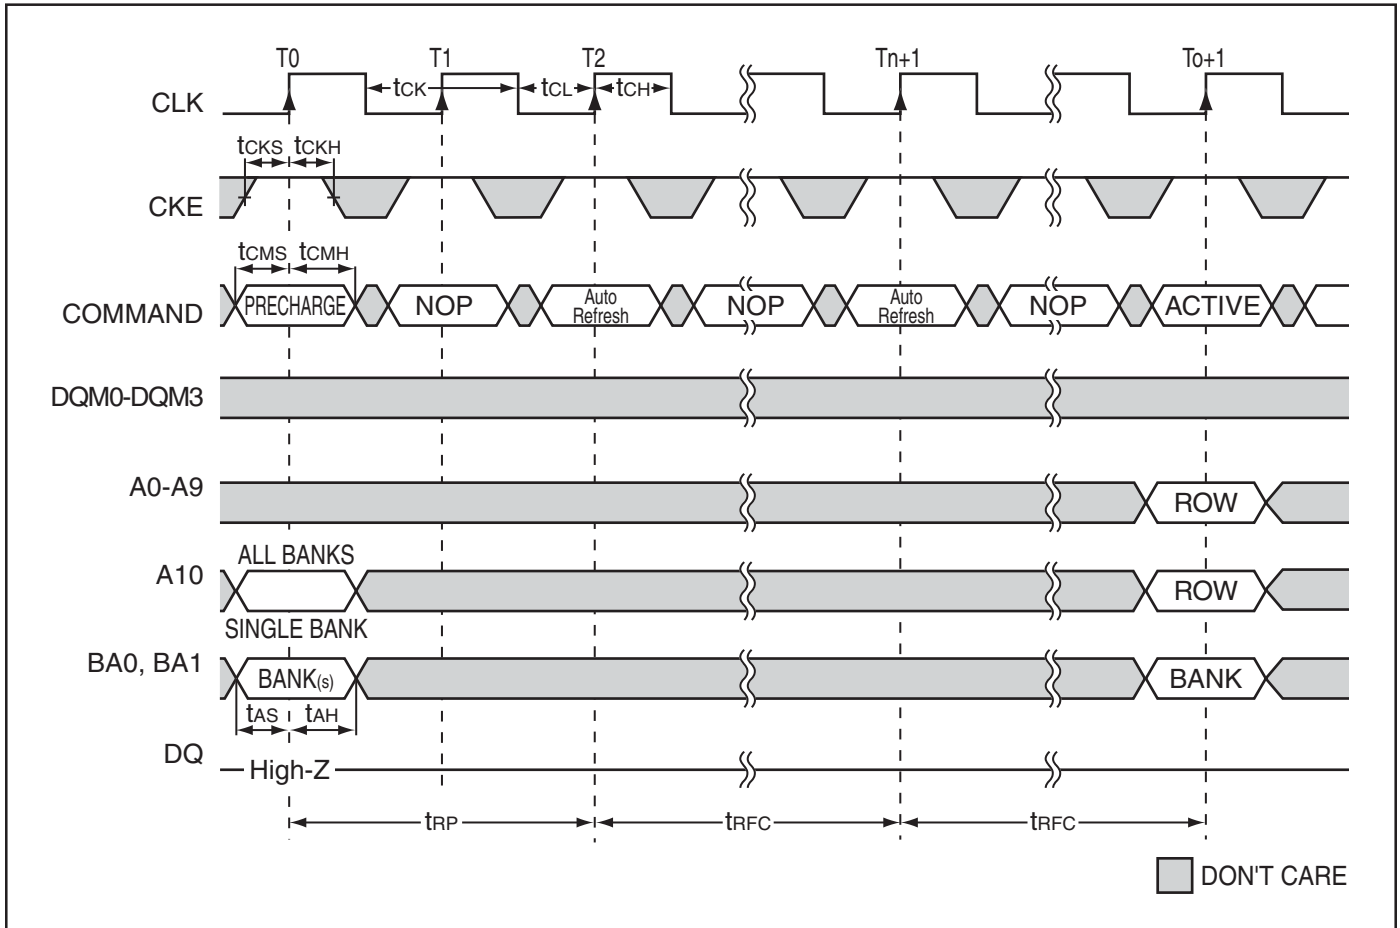 T0 T1 T2 Tn+1 To+1
CLK tCK tCL tCH
tCKS tCKH
CKE
tCMS tCMH
COMMAND PRECHARGE NOP Auto Refresh NOP Auto Refresh NOP ACTIVE
DQM0-DQM3
A0-A9 ROW
ALL BANKS
A10 ROW
SINGLE BANK
BA0, BA1 BANK(s) BANK
tAS tAH
DQ High-Z
tRP tRFC tRFC
DON'T CARE